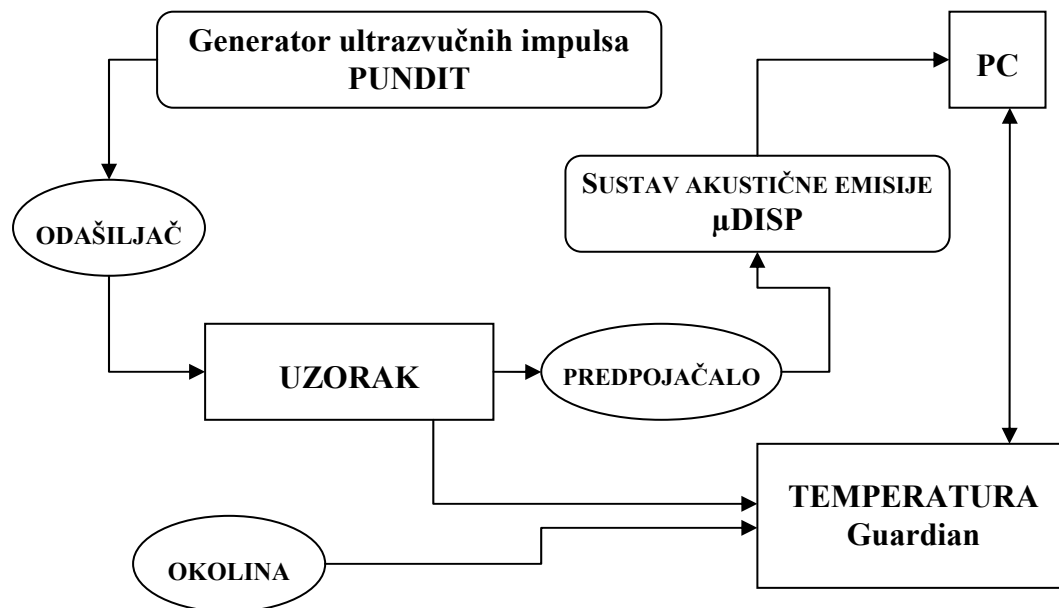 Generator ultrazvučnih impulsa
PUNDIT
PC
SUSTAV AKUSTIČNE EMISIJE
µDISP
ODAŠILJAČ
UZORAK
PREDPOJAČALO
TEMPERATURA
Guardian
OKOLINA